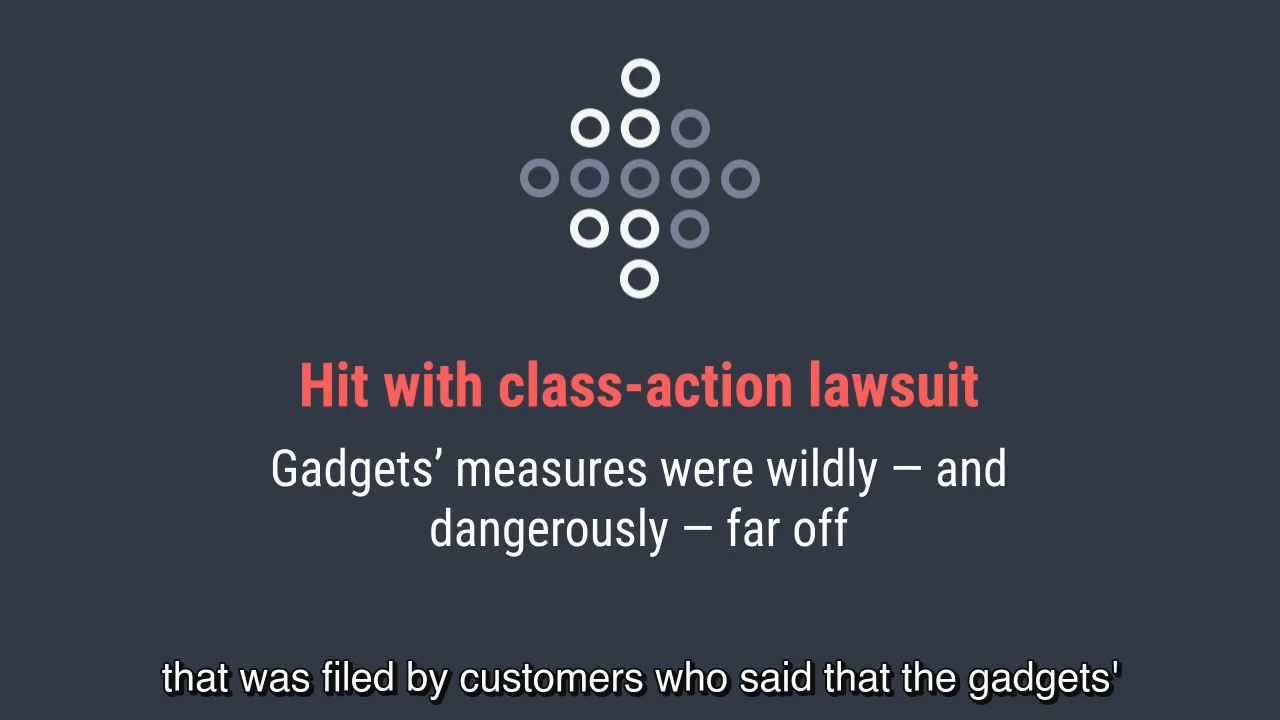 Hit with class-action lawsuit
Gadgets’ measures were wildly — and
dangerously — far off
that was filed by customers who said that the gadgets'